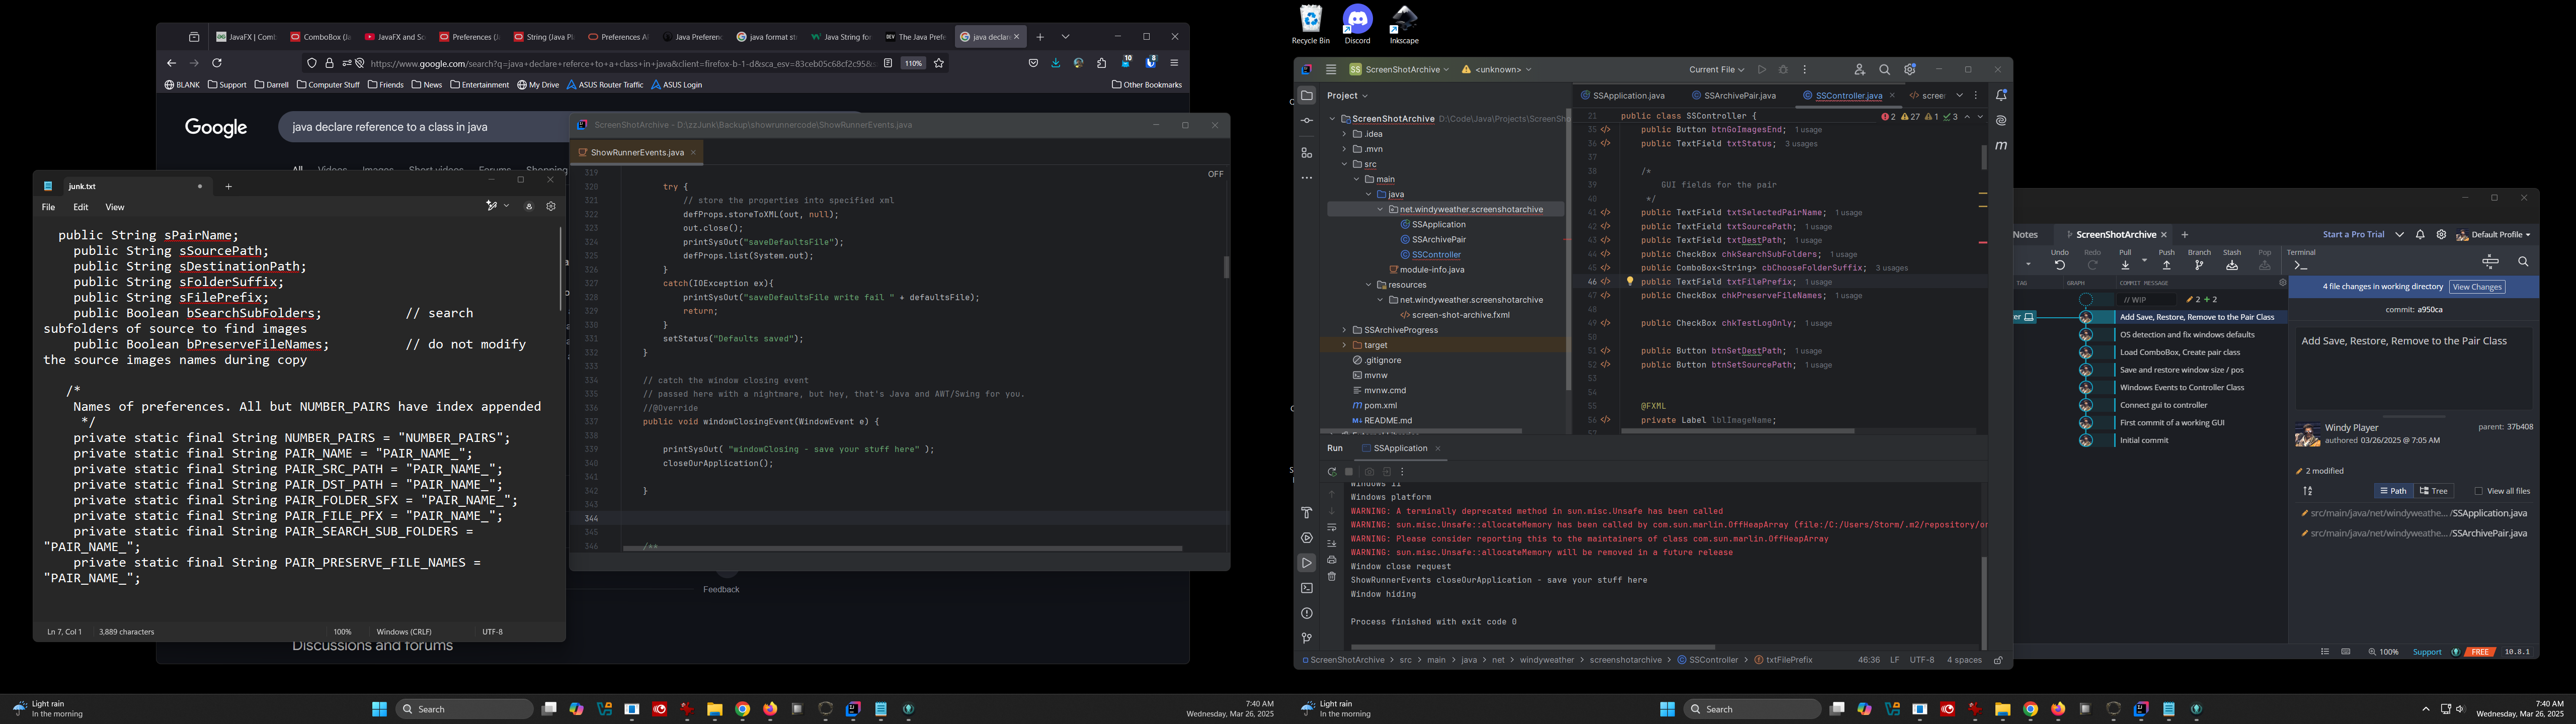 Recycle Bin
Discord
Inkscape
JavaFX | Comb
ComboBox (Ja
JavaFX and Sc
Preferences (J
String (Java Pl
Preferences AI
Java Preferenc
java format st
Java String for
The Java Prefe
java declare
https://www.google.com/search?q=java+declare+referce+to+a+class+in+java&client=firefox-b-1-d&sca_esv=83ceb05c68cf2c95&
110%
BLANK
Support
Darrell
Computer Stuff
Friends
News
Entertainment
My Drive
ASUS Router Traffic
ASUS Login
Other Bookmarks
Google
java declare reference to a class in java
All Videos Images Short videos Forums Shopping
Feedback
Discussions and forums
junk.txt
File Edit View
public String sPairName;
public String sSourcePath;
public String sDestinationPath;
public String sFolderSuffix;
public String sFilePrefix;
public Boolean bSearchSubFolders; // search
subfolders of source to find images
public Boolean bPreserveFileNames; // do not modify
the source images names during copy
/*
Names of preferences. All but NUMBER_PAIRS have index appended
*/
private static final String NUMBER_PAIRS = "NUMBER_PAIRS";
private static final String PAIR_NAME = "PAIR_NAME_";
private static final String PAIR_SRC_PATH = "PAIR_NAME_";
private static final String PAIR_DST_PATH = "PAIR_NAME_";
private static final String PAIR_FOLDER_SFX = "PAIR_NAME_";
private static final String PAIR_FILE_PFX = "PAIR_NAME_";
private static final String PAIR_SEARCH_SUB_FOLDERS =
"PAIR_NAME_";
private static final String PAIR_PRESERVE_FILE_NAMES =
"PAIR_NAME_";
Ln 7, Col 1 3,889 characters 100% Windows (CRLF) UTF-8
ScreenShotArchive – D:\zzJunk\Backup\showrunnercode\ShowRunnerEvents.java
ShowRunnerEvents.java
OFF
319
320 try {
321 // store the properties into specified xml
322 defProps.storeToXML(out, null);
323 out.close();
324 printSysOut("saveDefaultsFile");
325 defProps.list(System.out);
326 }
327 catch(IOException ex){
328 printSysOut("saveDefaultsFile write fail " + defaultsFile);
329 return;
330 }
331 setStatus("Defaults saved");
332 }
333
334 // catch the window closing event
335 // passed here with a nightmare, but hey, that's Java and AWT/Swing for you.
336 //@Override
337 public void windowClosingEvent(WindowEvent e) {
338
339 printSysOut( "windowClosing - save your stuff here" );
340 closeOurApplication();
341
342 }
343
344
345
346 /**
ScreenShotArchive
<unknown>
Current File
Project
ScreenShotArchive D:\Code\Java\Projects\ScreenSho
.idea
.mvn
src
main
java
net.windyweather.screenshotarchive
SSApplication
SSArchivePair
SSController
module-info.java
resources
net.windyweather.screenshotarchive
screen-shot-archive.fxml
SSArchiveProgress
target
.gitignore
mvnw
mvnw.cmd
pom.xml
README.md
SSApplication.java
SSArchivePair.java
SSController.java
screer
2 27 1 3
21 public class SSController {
35 public Button btnGoImagesEnd; 1 usage
36 public TextField txtStatus; 3 usages
37
38 /*
39 GUI fields for the pair
40 */
41 public TextField txtSelectedPairName; 1 usage
42 public TextField txtSourcePath; 1 usage
43 public TextField txtDestPath; 1 usage
44 public CheckBox chkSearchSubFolders; 1 usage
45 public ComboBox<String> cbChooseFolderSuffix; 3 usages
46 public TextField txtFilePrefix; 1 usage
47 public CheckBox chkPreserveFileNames; 1 usage
48
49 public CheckBox chkTestLogOnly; 1 usage
50
51 public Button btnSetDestPath; 1 usage
52 public Button btnSetSourcePath; 1 usage
53
54
55 @FXML
56 private Label lblImageName;
Run SSApplication
Windows 11
Windows platform
WARNING: A terminally deprecated method in sun.misc.Unsafe has been called
WARNING: sun.misc.Unsafe::allocateMemory has been called by com.sun.marlin.OffHeapArray (file:/C:/Users/Storm/.m2/repository/or
WARNING: Please consider reporting this to the maintainers of class com.sun.marlin.OffHeapArray
WARNING: sun.misc.Unsafe::allocateMemory will be removed in a future release
Window close request
ShowRunnerEvents closeOurApplication - save your stuff here
Window hiding
Process finished with exit code 0
ScreenShotArchive > src > main > java > net > windyweather > screenshotarchive > SSController > txtFilePrefix
46:36 LF UTF-8 4 spaces
Notes
ScreenShotArchive
Start a Pro Trial
Default Profile
Undo Redo Pull Push Branch Stash Pop Terminal
TAG GRAPH COMMIT MESSAGE
// WIP 2 + 2
Add Save, Restore, Remove to the Pair Class
OS detection and fix windows defaults
Load ComboBox, Create pair class
Save and restore window size / pos
Windows Events to Controller Class
Connect gui to controller
First commit of a working GUI
Initial commit
4 file changes in working directory View Changes
commit: a950ca
Add Save, Restore, Remove to the Pair Class
Windy Player
authored 03/26/2025 @ 7:05 AM
parent: 37b408
2 modified
Path Tree View all files
src/main/java/net/windyweathe... /SSApplication.java
src/main/java/net/windyweathe... /SSArchivePair.java
100% Support FREE 10.8.1
Light rain
In the morning
Search
7:40 AM
Wednesday, Mar 26, 2025
Light rain
In the morning
Search
7:40 AM
Wednesday, Mar 26, 2025